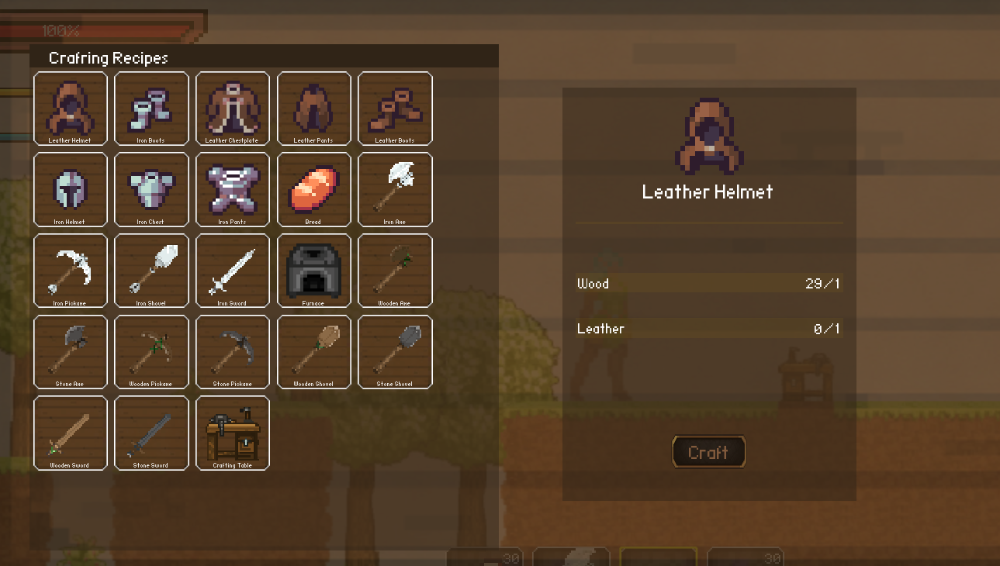 100%
Crafring Recipes
Leather Helmet
Iron Boots
Leather Chestplate
Leather Pants
Leather Boots
Iron Helmet
Iron Chest
Iron Pants
Bread
Iron Axe
Iron Pickaxe
Iron Shovel
Iron Sword
Furnace
Wooden Axe
Stone Axe
Wooden Pickaxe
Stone Pickaxe
Wooden Shovel
Stone Shovel
Wooden Sword
Stone Sword
Crafting Table
Leather Helmet
Wood 29/1
Leather 0/1
Craft
30
30